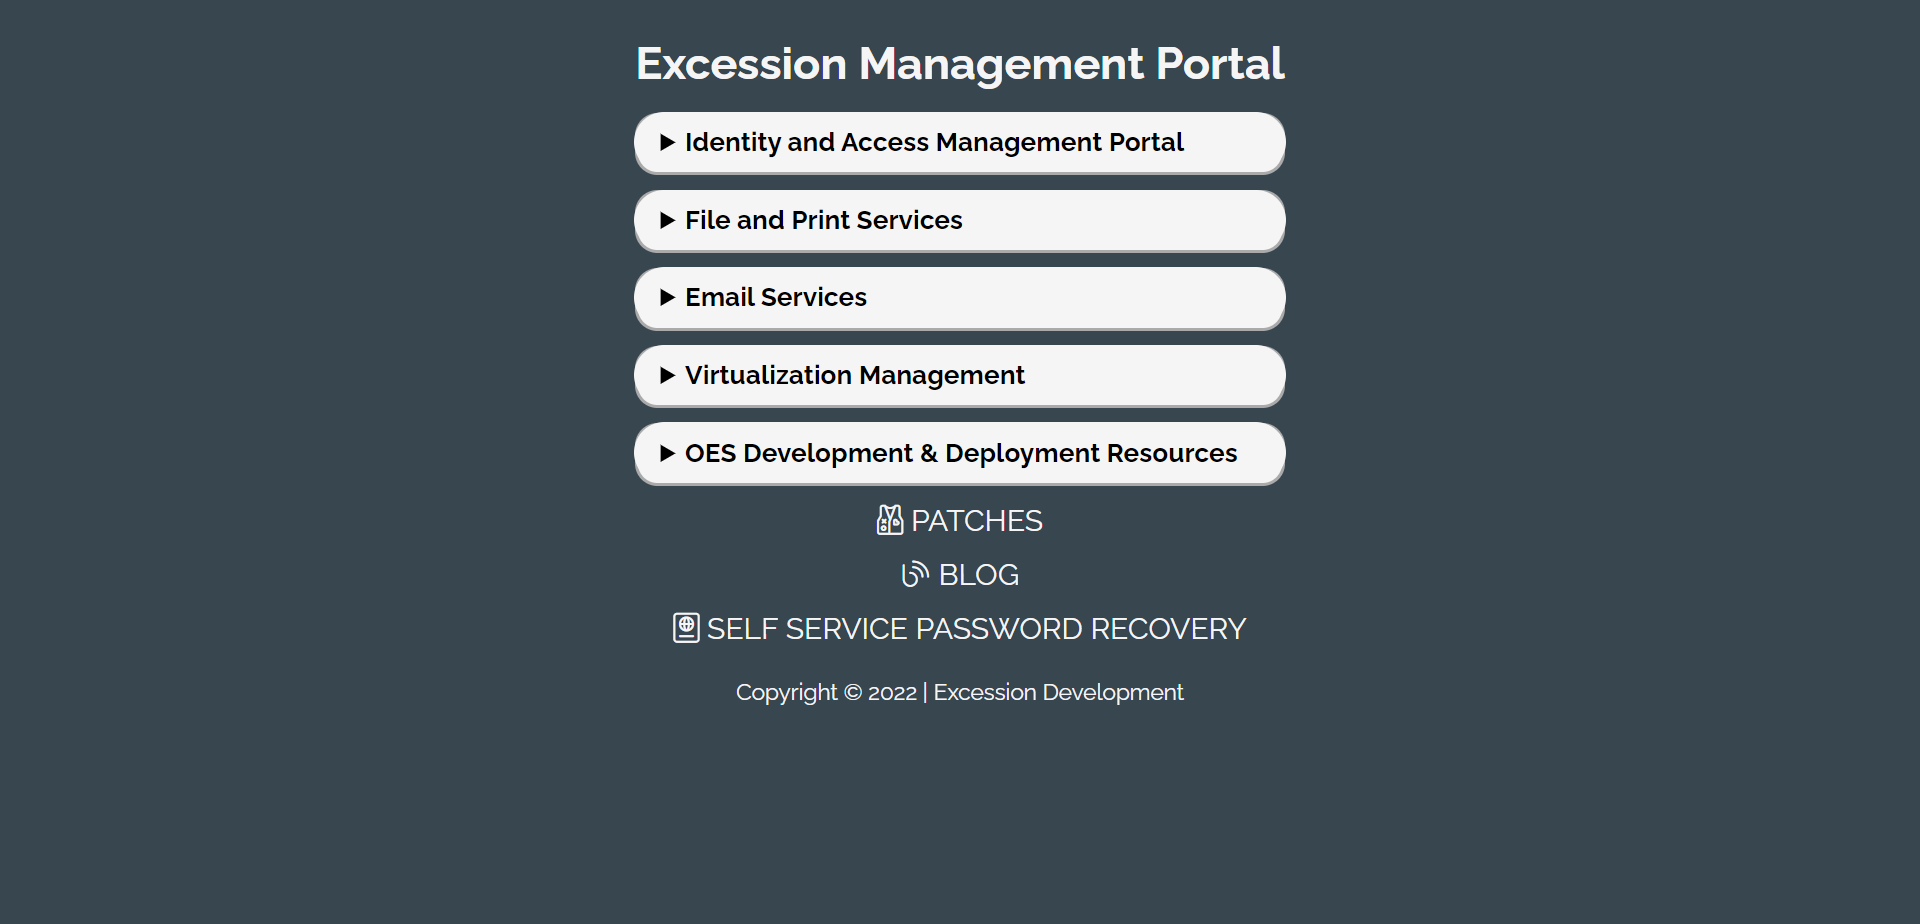 Excession Management Portal
Identity and Access Management Portal
File and Print Services
Email Services
Virtualization Management
OES Development & Deployment Resources
PATCHES
BLOG
SELF SERVICE PASSWORD RECOVERY
Copyright © 2022 | Excession Development